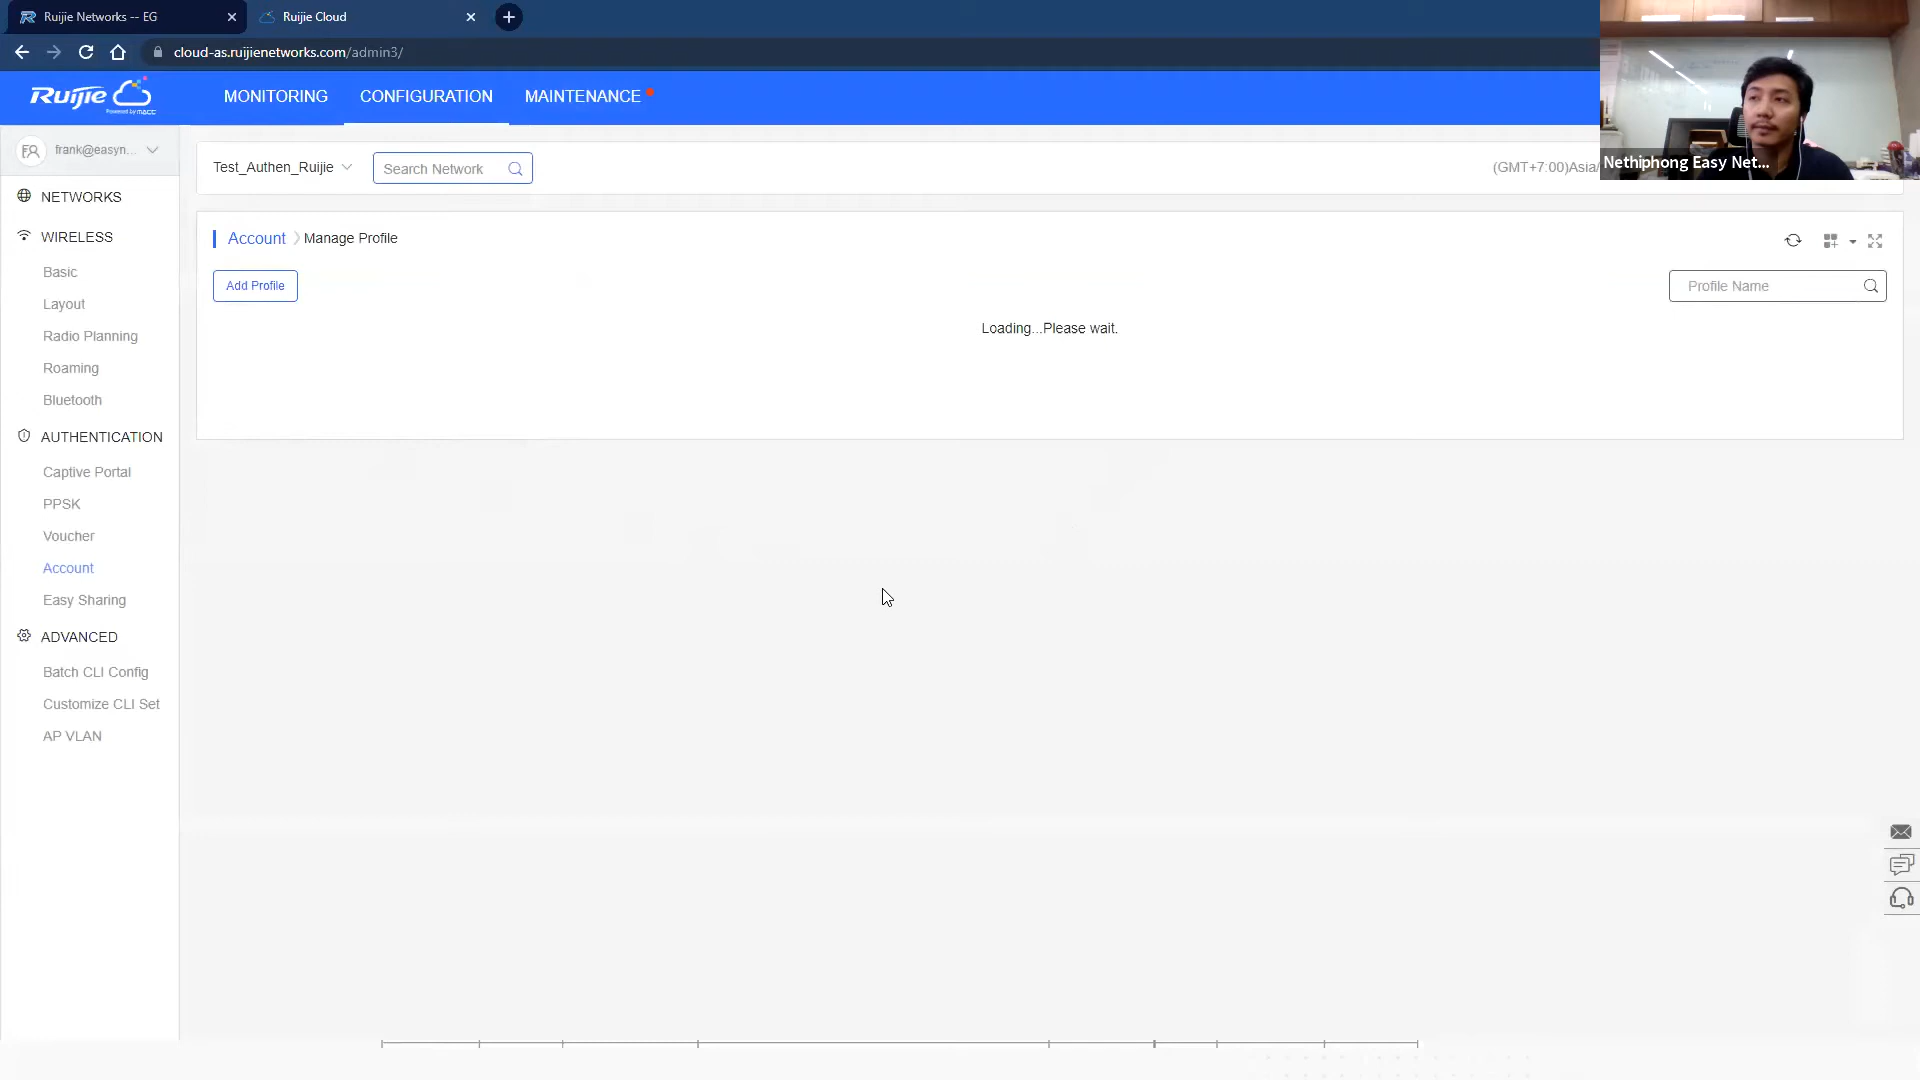 Ruijie Networks -- EG
Ruijie Cloud
cloud-as.ruijienetworks.com/admin3/
Ruijie
Powered by MACC
MONITORING
CONFIGURATION
MAINTENANCE
FR
frank@easyn...
NETWORKS
WIRELESS
Basic
Layout
Radio Planning
Roaming
Bluetooth
AUTHENTICATION
Captive Portal
PPSK
Voucher
Account
Easy Sharing
ADVANCED
Batch CLI Config
Customize CLI Set
AP VLAN
Test_Authen_Ruijie
Search Network
(GMT+7:00)Asia/
Nethiphong Easy Net...
Account
Manage Profile
Add Profile
Profile Name
Loading...Please wait.